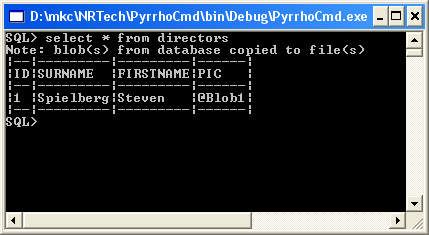 D:\mkc\NRTech\PyrrhoCmd\bin\Debug\PyrrhoCmd.exe
SQL> select * from directors
Note: blob(s) from database copied to file(s)
|--|---------|---------|------|
|ID|SURNAME  |FIRSTNAME|PIC   |
|--|---------|---------|------|
|1 |Spielberg|Steven   |@Blob1|
|--|---------|---------|------|
SQL>